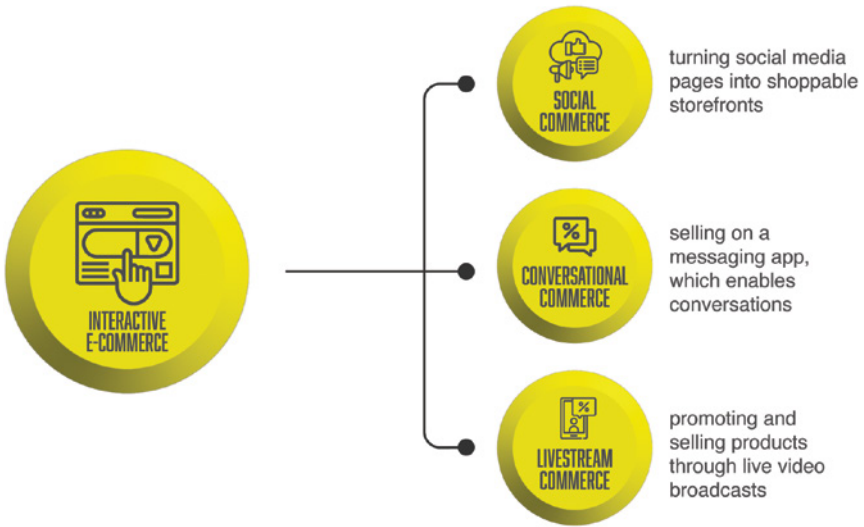 INTERACTIVE
E-COMMERCE
SOCIAL
COMMERCE
turning social media
pages into shoppable
storefronts
%
CONVERSATIONAL
COMMERCE
selling on a
messaging app,
which enables
conversations
%
LIVESTREAM
COMMERCE
promoting and
selling products
through live video
broadcasts